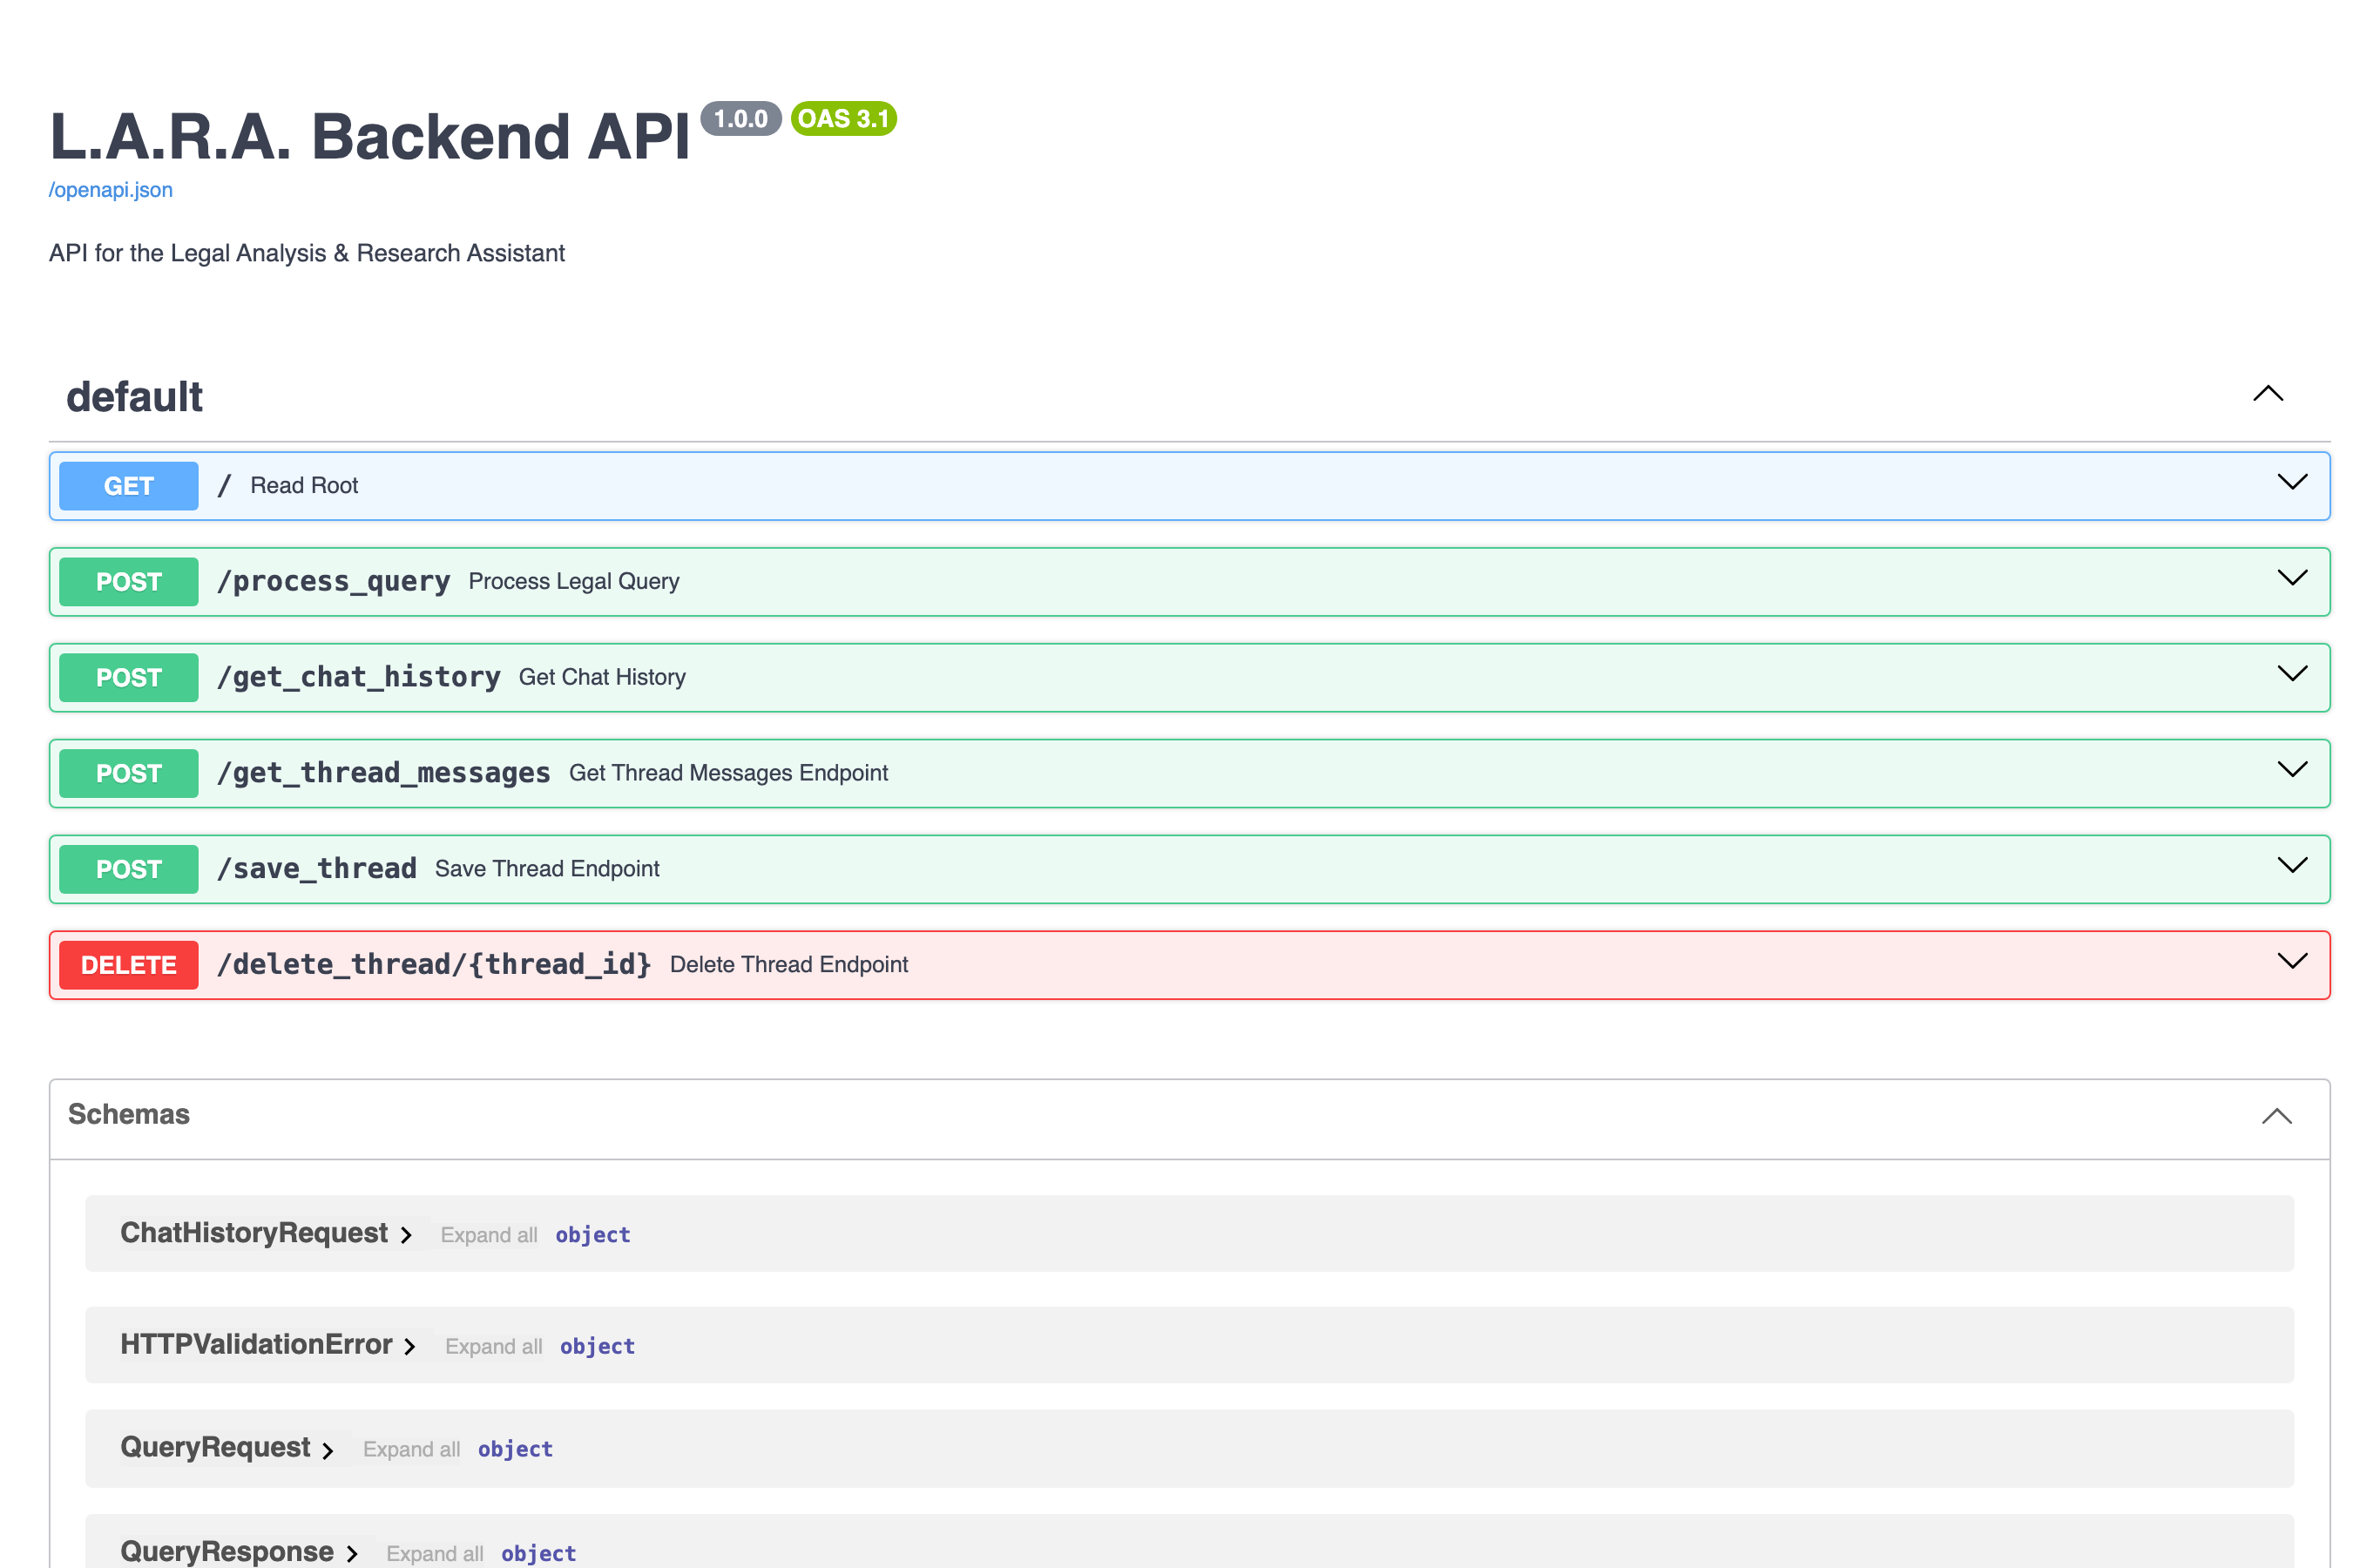 L.A.R.A. Backend API 1.0.0 OAS 3.1
/openapi.json
API for the Legal Analysis & Research Assistant
default
GET / Read Root
POST /process_query Process Legal Query
POST /get_chat_history Get Chat History
POST /get_thread_messages Get Thread Messages Endpoint
POST /save_thread Save Thread Endpoint
DELETE /delete_thread/{thread_id} Delete Thread Endpoint
Schemas
ChatHistoryRequest Expand all object
HTTPValidationError Expand all object
QueryRequest Expand all object
QueryResponse Expand all object